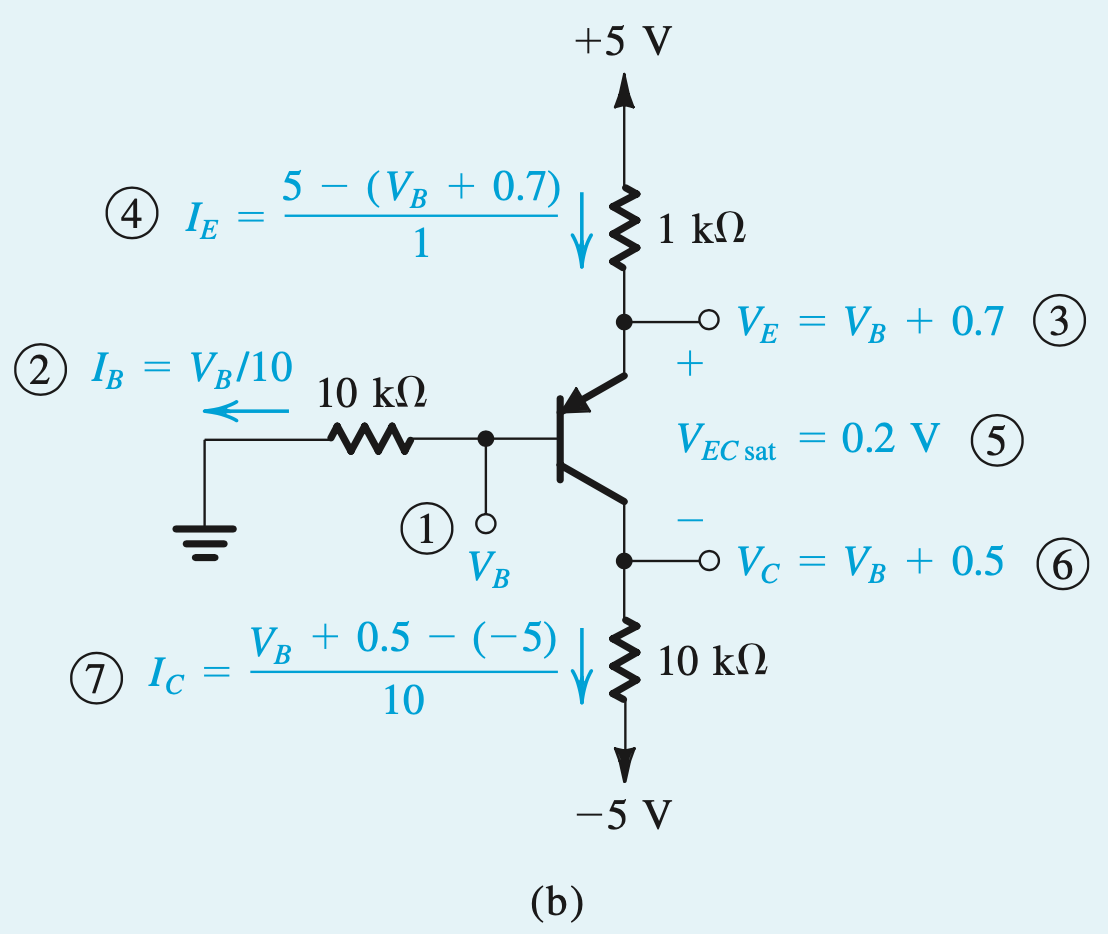 +5 V
④ I_E = 5 − (V_B + 0.7) / 1
1 kΩ
V_E = V_B + 0.7 ③
② I_B = V_B/10
10 kΩ
+
V_EC sat = 0.2 V ⑤
−
① V_B
V_C = V_B + 0.5 ⑥
⑦ I_C = V_B + 0.5 − (−5) / 10
10 kΩ
−5 V
(b)